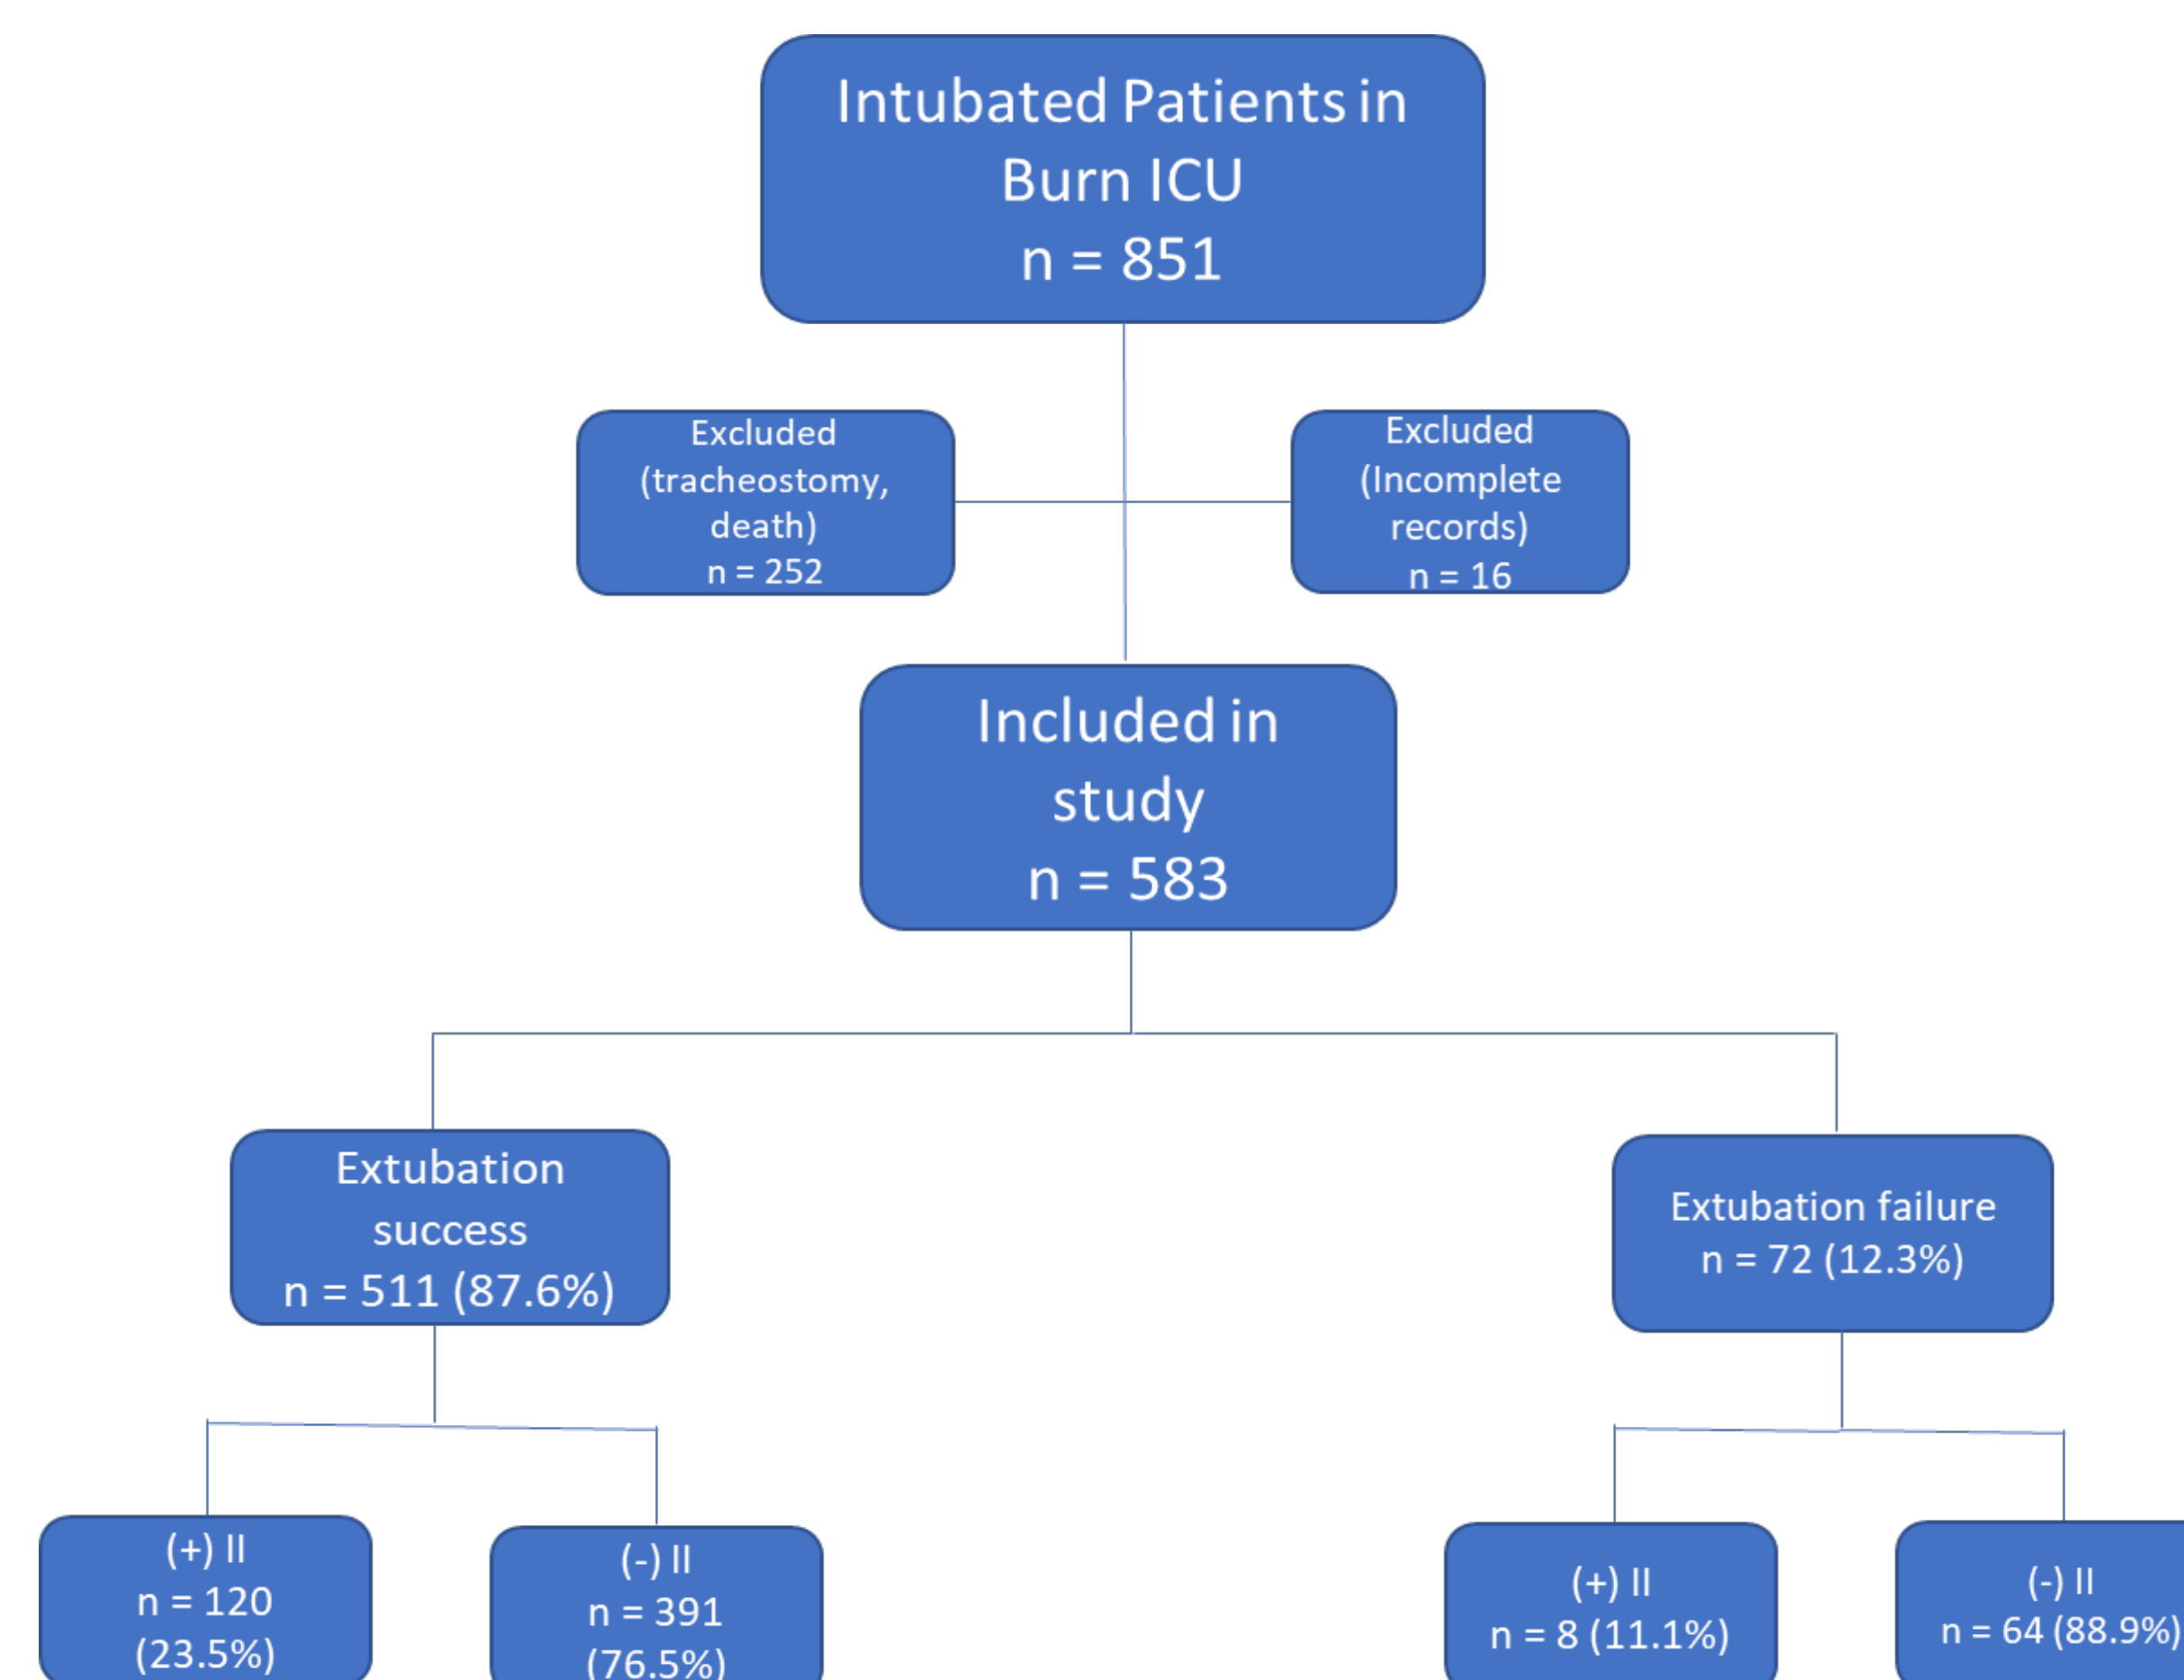 Intubated Patients in
Burn ICU
n = 851
Excluded
(tracheostomy,
death)
n = 252
Excluded
(Incomplete
records)
n = 16
Included in
study
n = 583
Extubation
success
n = 511 (87.6%)
Extubation failure
n = 72 (12.3%)
(+) II
n = 120
(23.5%)
(-) II
n = 391
(76.5%)
(+) II
n = 8 (11.1%)
(-) II
n = 64 (88.9%)